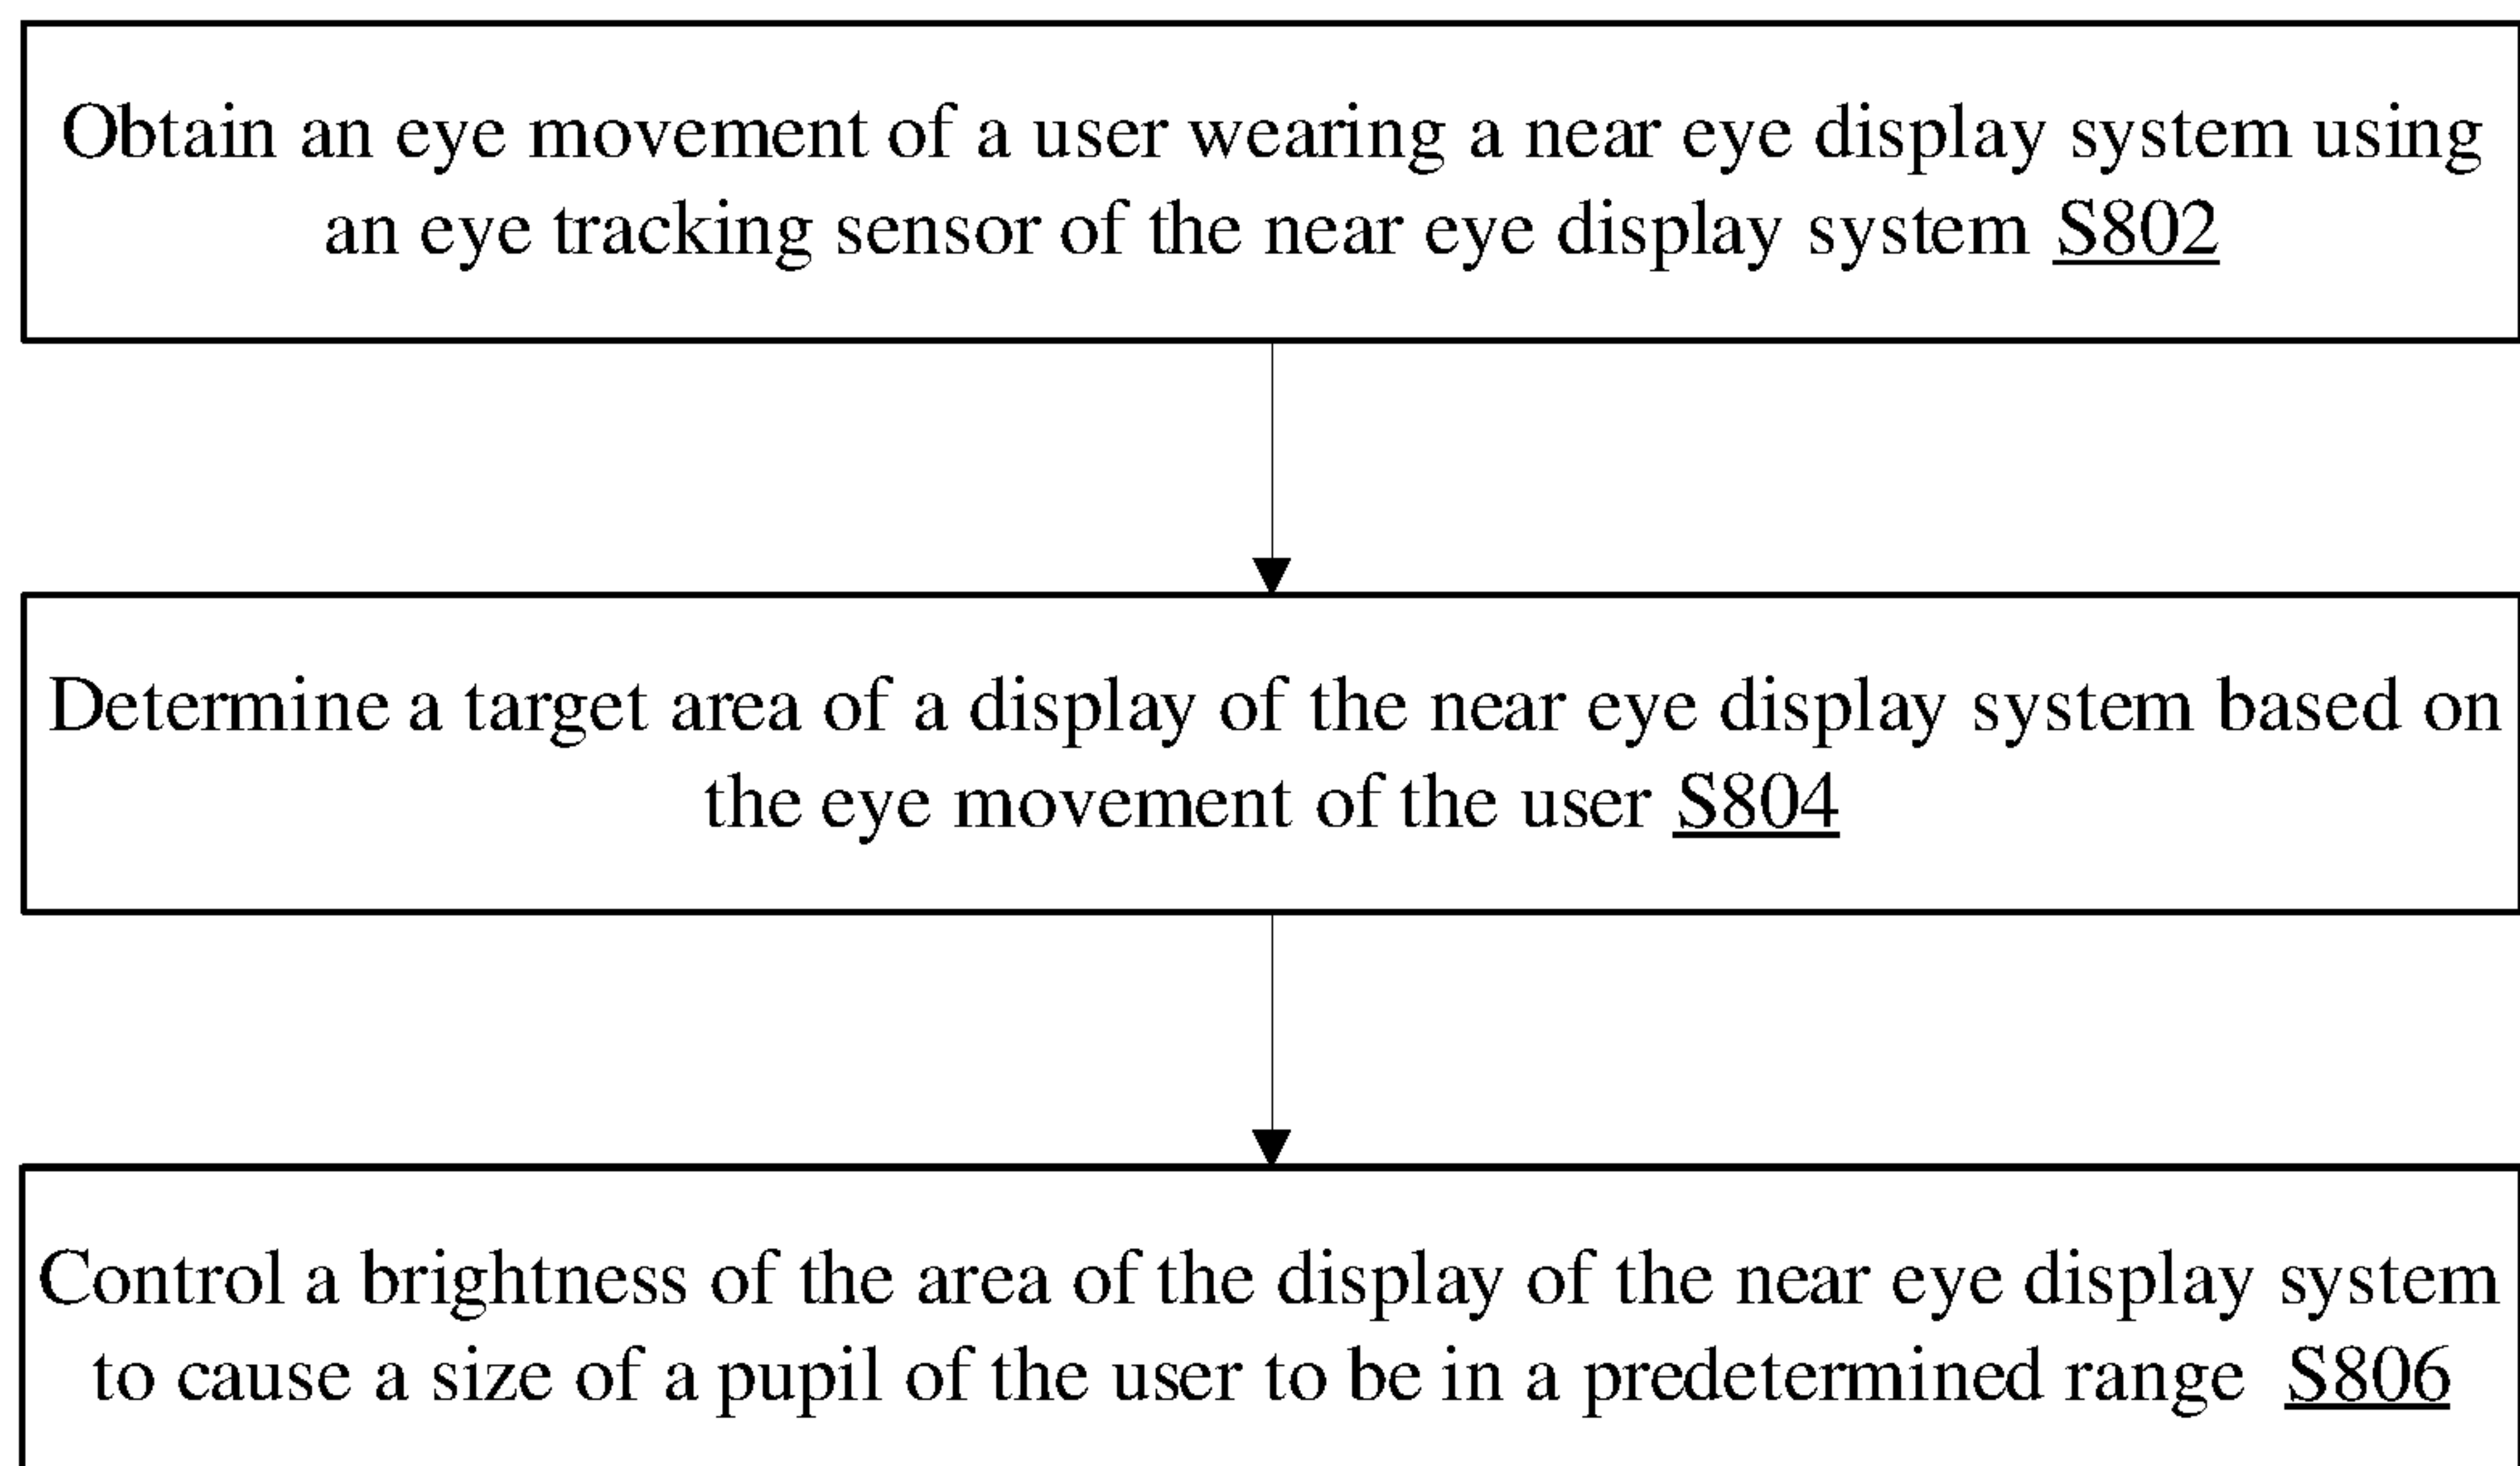 Obtain an eye movement of a user wearing a near eye display system using
an eye tracking sensor of the near eye display system S802
Determine a target area of a display of the near eye display system based on
the eye movement of the user S804
Control a brightness of the area of the display of the near eye display system
to cause a size of a pupil of the user to be in a predetermined range S806